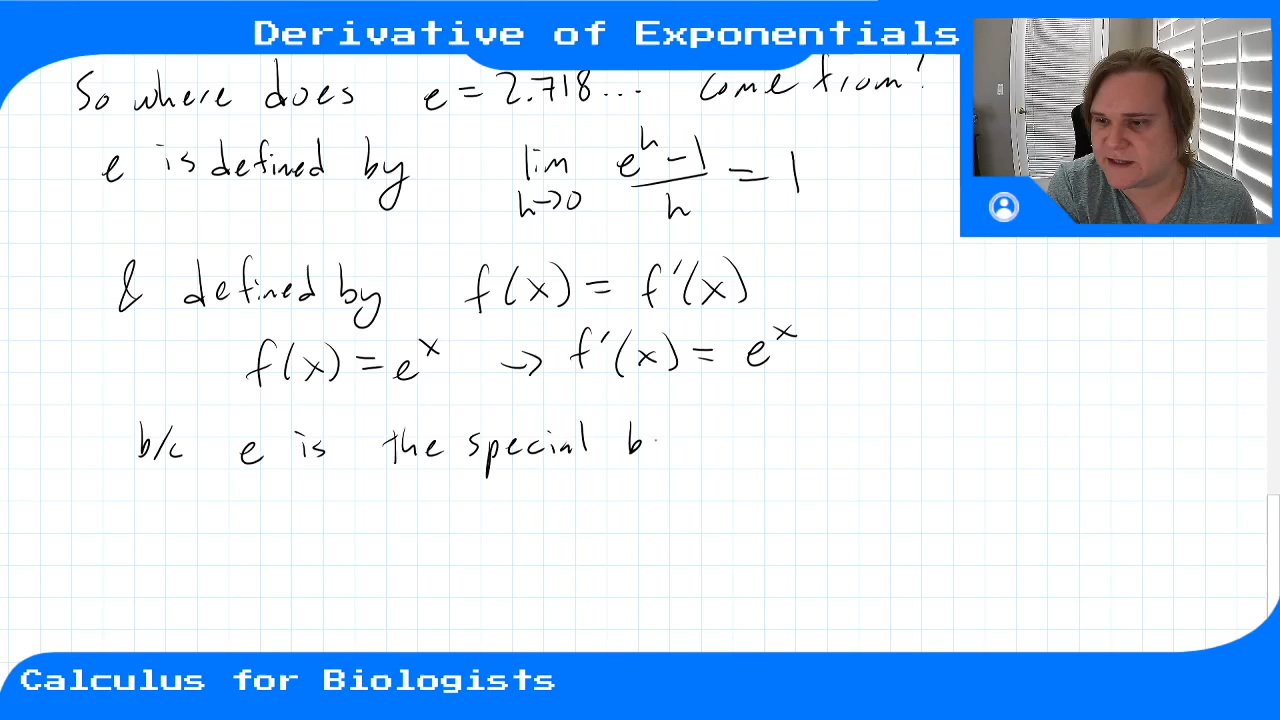 Derivative of Exponentials
So where does e = 2.718... come from?
e is defined by lim h→0 e^h - 1 / h = 1
& defined by f(x) = f'(x)
f(x) = e^x → f'(x) = e^x
b/c e is the special b
Calculus for Biologists